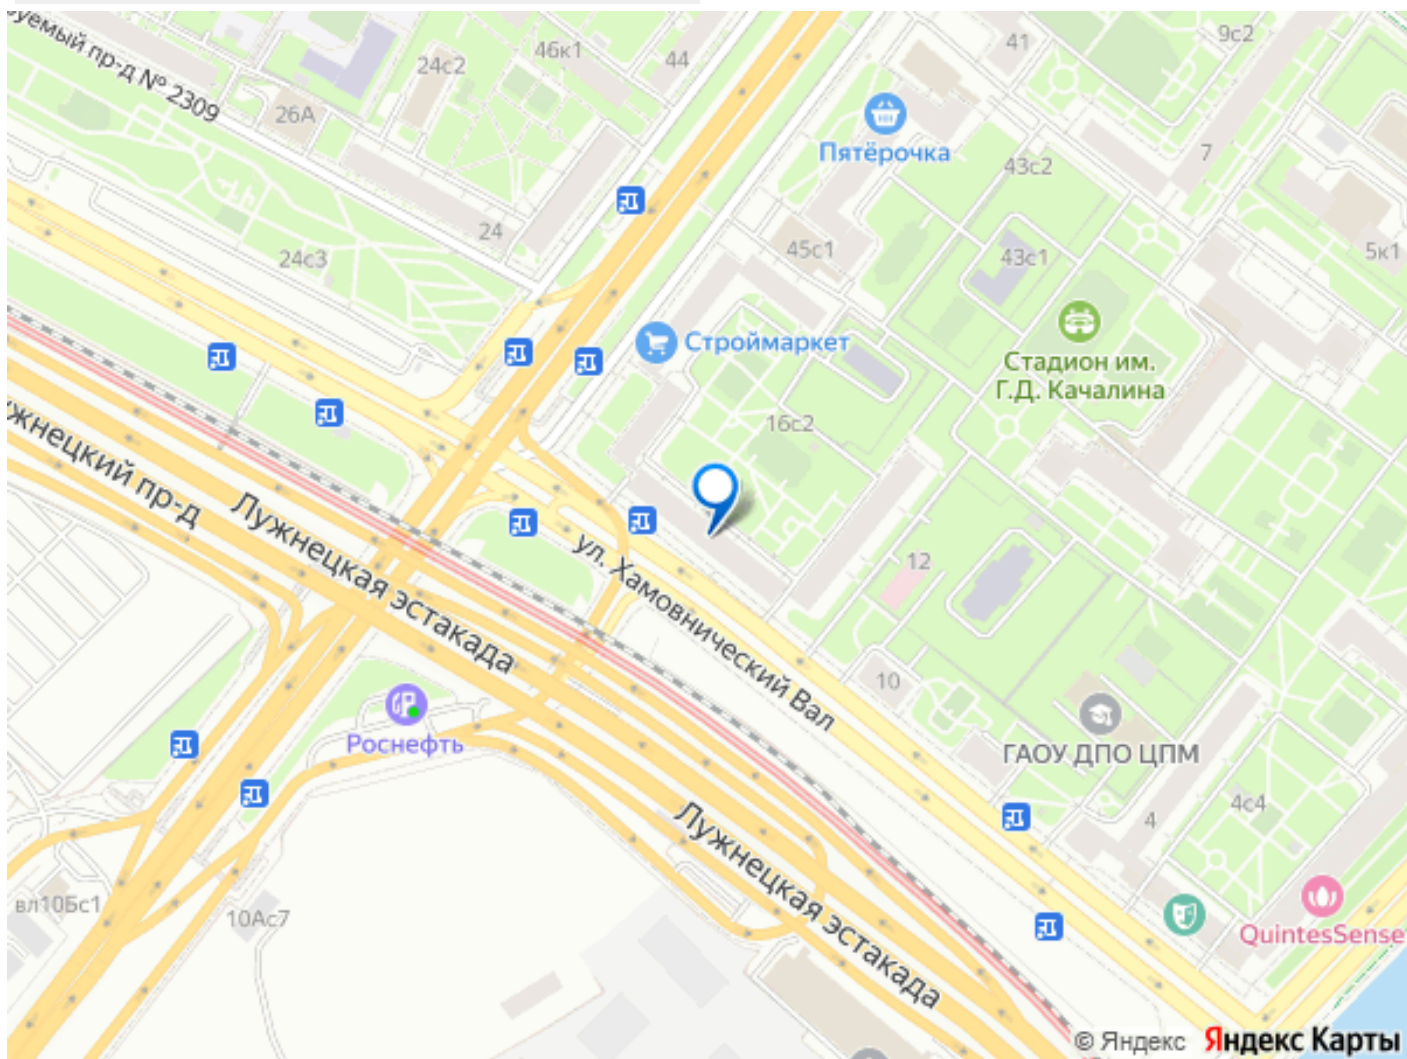 уемый пр-д № 2309
46к1
44
41
9с2
24с2
26А
Пятёрочка
43с2
7
24
24с3
45с1
43с1
5к1
Строймаркет
Стадион им.
Г.Д. Качалина
16с2
жнецкий пр-д
Лужнецкая эстакада
ул. Хамовнический Вал
12
10
Роснефть
ГАОУ ДПО ЦПМ
4с4
4
Лужнецкая эстакада
вл10Бс1
10Ас7
QuintesSense
© Яндекс Яндекс Карты